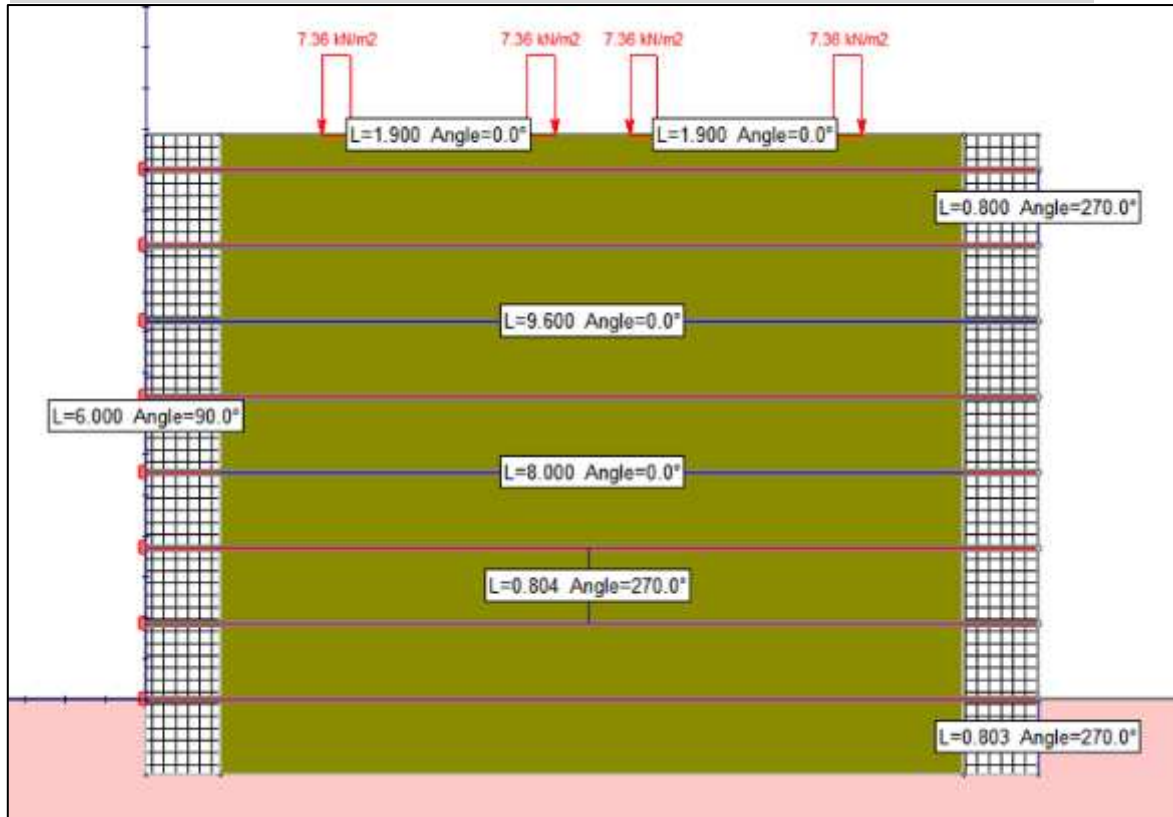 7.36 kN/m2 7.36 kN/m2 7.36 kN/m2 7.36 kN/m2
L=1.900 Angle=0.0° L=1.900 Angle=0.0°
L=0.800 Angle=270.0°
L=9.600 Angle=0.0°
L=6.000 Angle=90.0°
L=8.000 Angle=0.0°
L=0.804 Angle=270.0°
L=0.803 Angle=270.0°